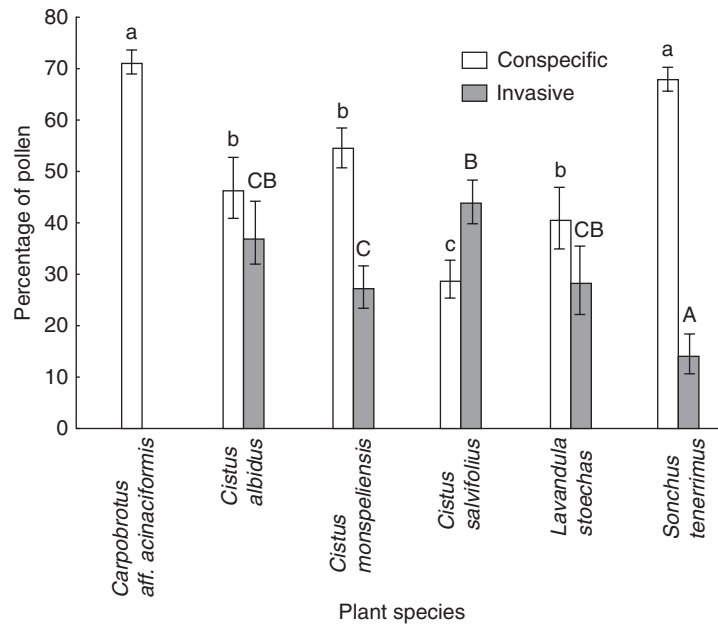 80
70
60
50
40
30
20
10
0
Percentage of pollen
a
b
CB
b
C
c
B
b
CB
a
A
Conspecific
Invasive
Carpobrotus
aff. acinaciformis
Cistus
albidus
Cistus
monspeliensis
Cistus
salvifolius
Lavandula
stoechas
Sonchus
tenerrimus
Plant species